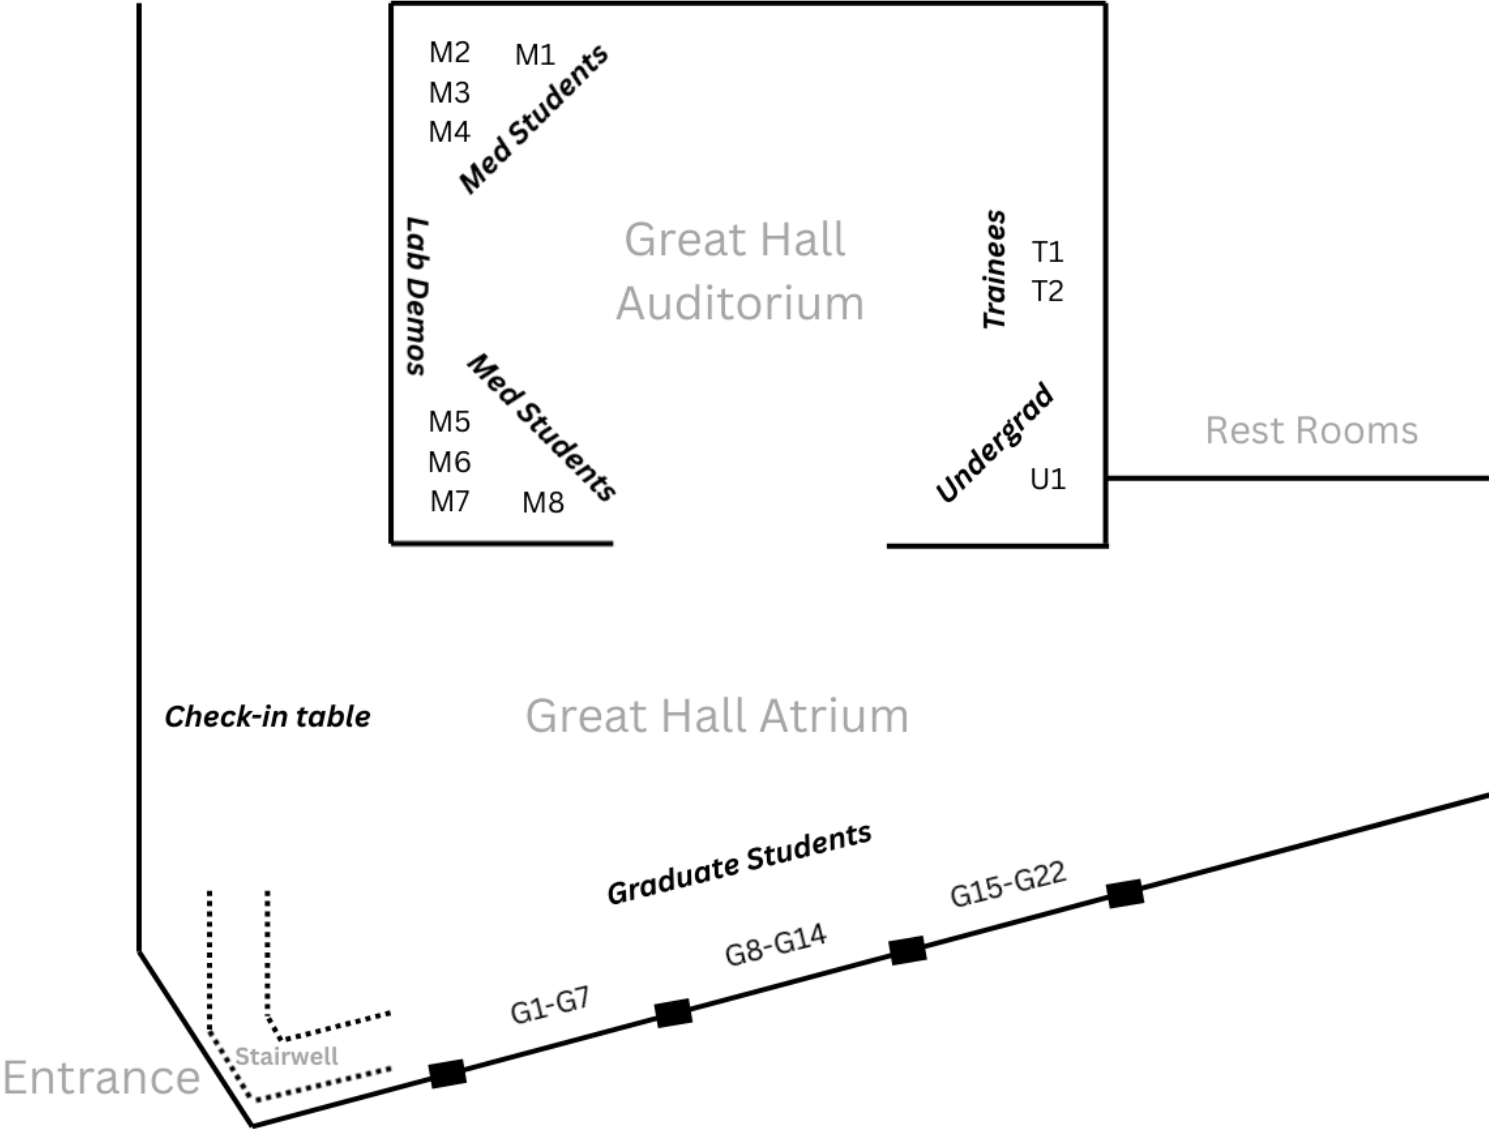 M2 M1
M3
M4
Med Students
Lab Demos
Great Hall
Auditorium
Trainees
T1
T2
Med Students
M5
M6
M7 M8
Undergrad
U1
Rest Rooms
Check-in table
Great Hall Atrium
Graduate Students
G15-G22
G8-G14
G1-G7
Stairwell
Entrance